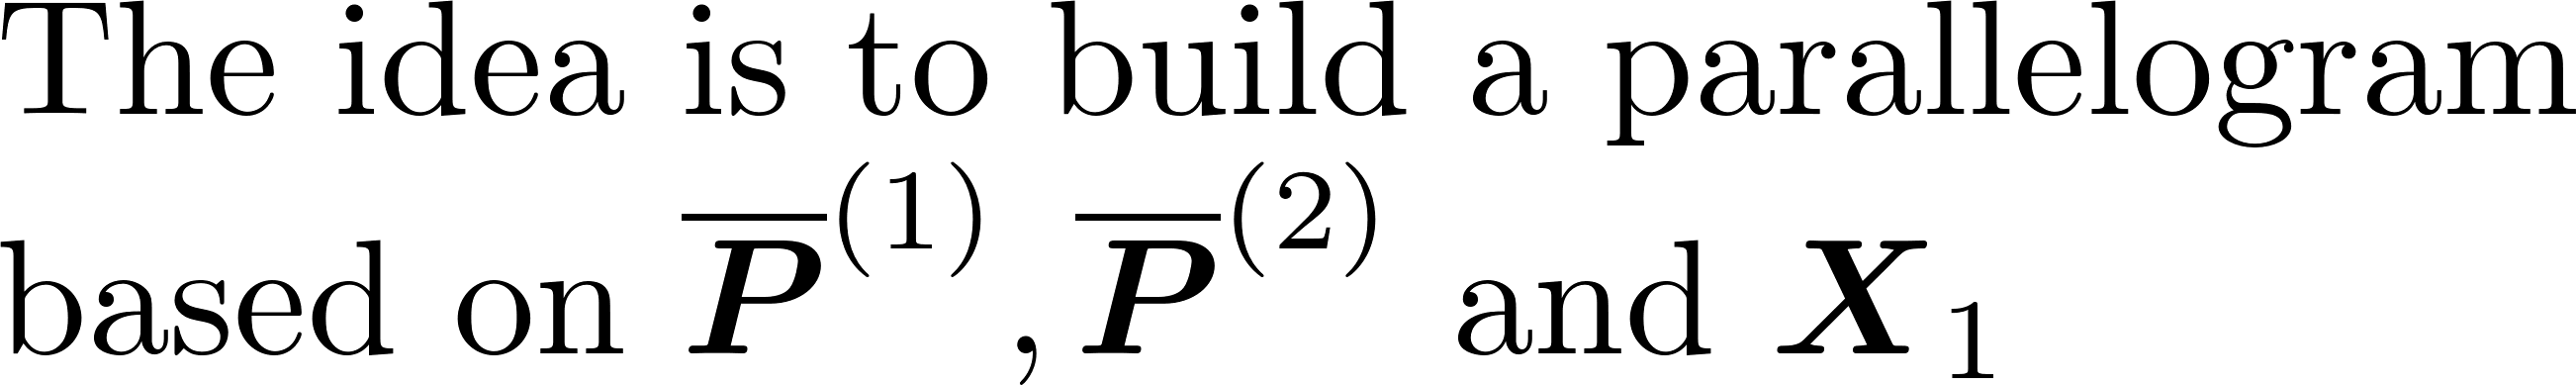 The idea is to build a parallelogram
based on $\overline{\boldsymbol{P}}^{(1)}, \overline{\boldsymbol{P}}^{(2)}$ and $\boldsymbol{X}_1$